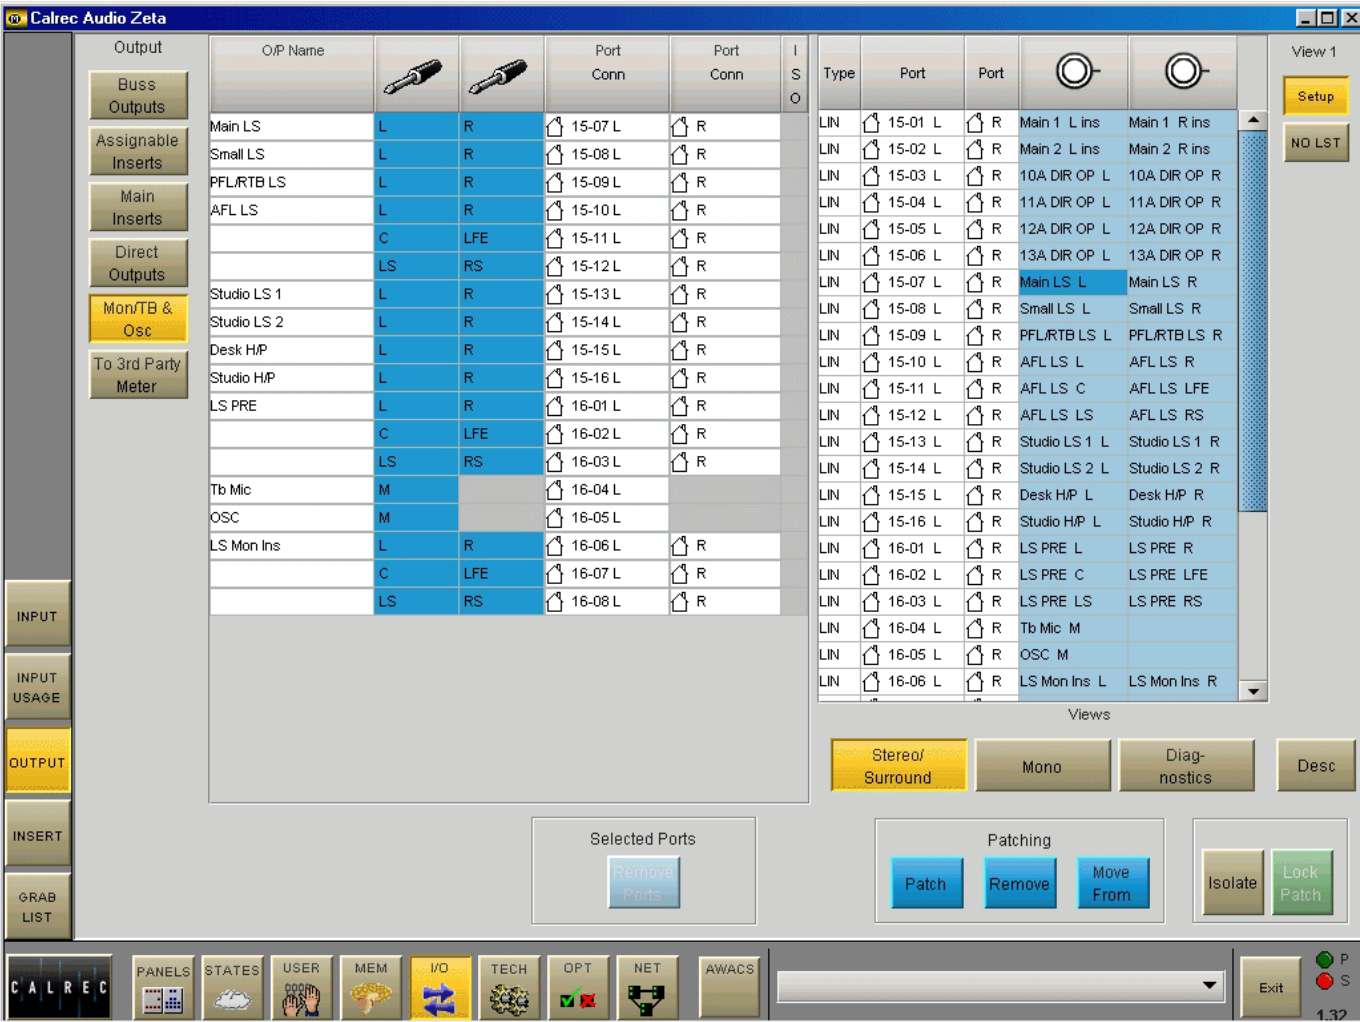 Calrec Audio Zeta
Output
Buss Outputs
Assignable Inserts
Main Inserts
Direct Outputs
Mon/TB & Osc
To 3rd Party Meter
O/P Name Port Conn Port Conn I S O
Main LS L R 15-07 L R
Small LS L R 15-08 L R
PFL/RTB LS L R 15-09 L R
AFL LS L R 15-10 L R
C LFE 15-11 L R
LS RS 15-12 L R
Studio LS 1 L R 15-13 L R
Studio LS 2 L R 15-14 L R
Desk H/P L R 15-15 L R
Studio H/P L R 15-16 L R
LS PRE L R 16-01 L R
C LFE 16-02 L R
LS RS 16-03 L R
Tb Mic M 16-04 L
OSC M 16-05 L
LS Mon Ins L R 16-06 L R
C LFE 16-07 L R
LS RS 16-08 L R
Type Port Port
LIN 15-01 L R Main 1 L ins Main 1 R ins
LIN 15-02 L R Main 2 L ins Main 2 R ins
LIN 15-03 L R 10A DIR OP L 10A DIR OP R
LIN 15-04 L R 11A DIR OP L 11A DIR OP R
LIN 15-05 L R 12A DIR OP L 12A DIR OP R
LIN 15-06 L R 13A DIR OP L 13A DIR OP R
LIN 15-07 L R Main LS L Main LS R
LIN 15-08 L R Small LS L Small LS R
LIN 15-09 L R PFL/RTB LS L PFL/RTB LS R
LIN 15-10 L R AFL LS L AFL LS R
LIN 15-11 L R AFL LS C AFL LS LFE
LIN 15-12 L R AFL LS LS AFL LS RS
LIN 15-13 L R Studio LS 1 L Studio LS 1 R
LIN 15-14 L R Studio LS 2 L Studio LS 2 R
LIN 15-15 L R Desk H/P L Desk H/P R
LIN 15-16 L R Studio H/P L Studio H/P R
LIN 16-01 L R LS PRE L LS PRE R
LIN 16-02 L R LS PRE C LS PRE LFE
LIN 16-03 L R LS PRE LS LS PRE RS
LIN 16-04 L R Tb Mic M
LIN 16-05 L R OSC M
LIN 16-06 L R LS Mon Ins L LS Mon Ins R
View 1
Setup
NO LST
Views
Stereo/ Surround
Mono
Diag- nostics
Desc
INPUT
INPUT USAGE
OUTPUT
INSERT
GRAB LIST
Selected Ports
Remove Ports
Patching
Patch
Remove
Move From
Isolate
Lock Patch
CALREC
PANELS
STATES
USER
MEM
I/O
TECH
OPT
NET
AWACS
Exit
P
S
1.32